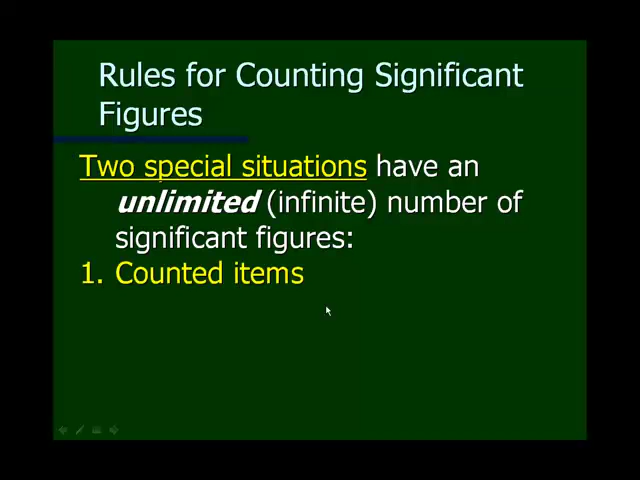 Rules for Counting Significant
Figures
Two special situations have an
unlimited (infinite) number of
significant figures:
1. Counted items